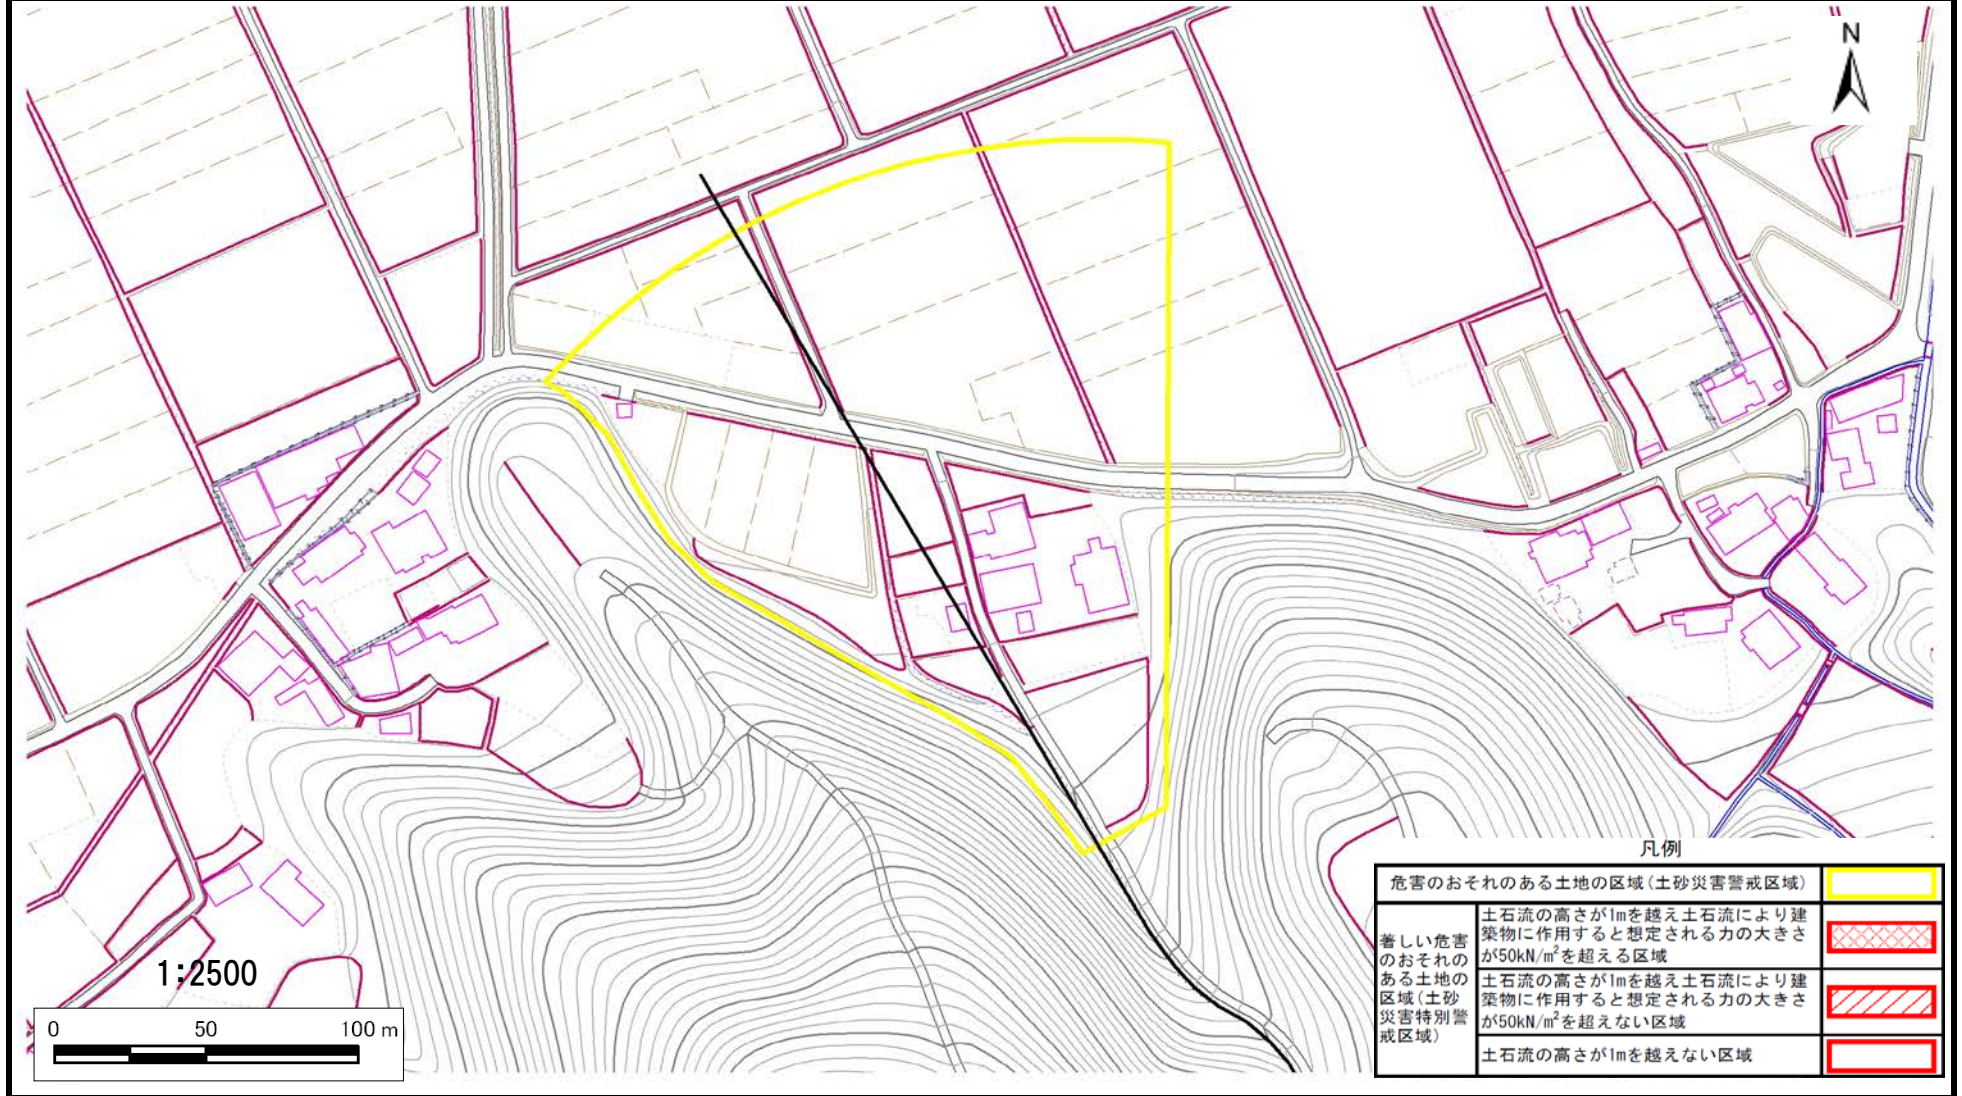 N
凡例
危害のおそれのある土地の区域(土砂災害警戒区域)
著しい危害
のおそれの
ある土地の
区域(土砂
災害特別警
戒区域)
土石流の高さが1mを越え土石流により建
築物に作用すると想定される力の大きさ
が50kN/㎡を超える区域
土石流の高さが1mを越え土石流により建
築物に作用すると想定される力の大きさ
が50kN/㎡を超えない区域
土石流の高さが1mを越えない区域
1:2500
0 50 100 m